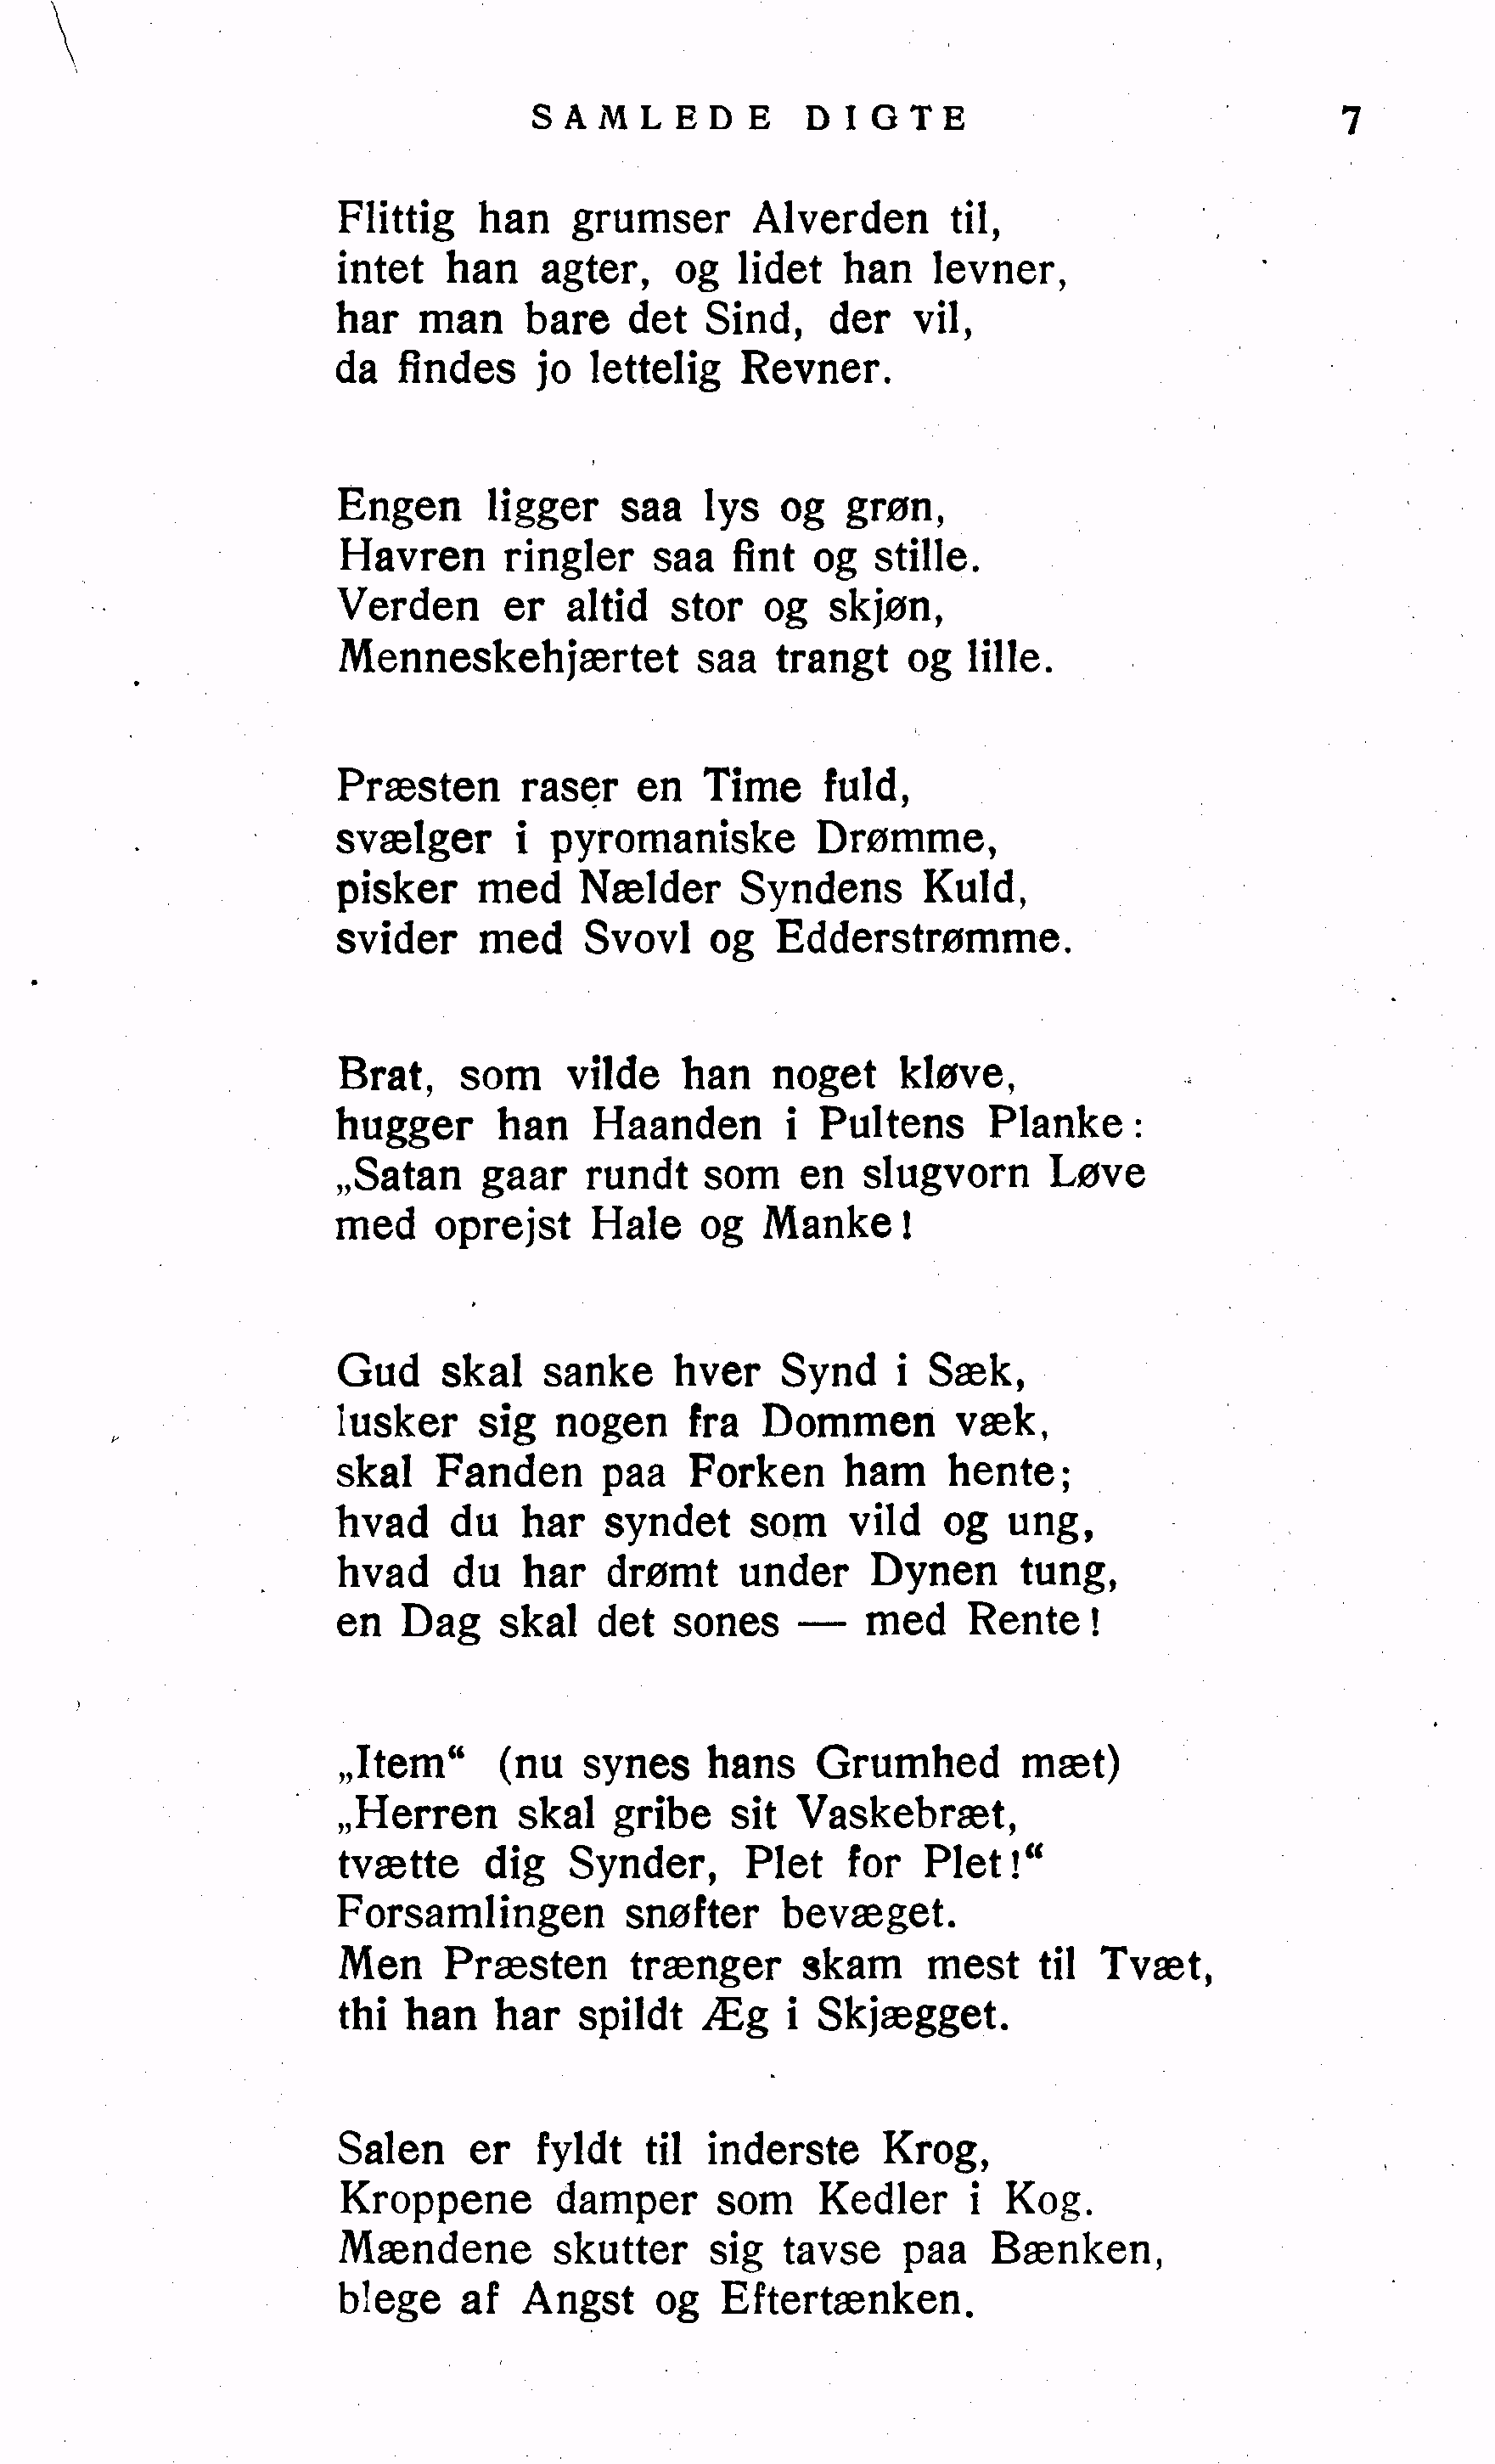 SAMLEDE DIGTE 7
Flittig han grumser Alverden til,
intet han agter, og lidet han levner,
har man bare det Sind, der vil,
da findes jo lettelig Revner.
Engen ligger saa lys og grøn,
Havren ringler saa fint og stille.
Verden er altid stor og skjøn,
Menneskehjærtet saa trangt og lille.
Præsten raser en Time fuld,
svælger i pyromaniske Drømme,
pisker med Nælder Syndens Kuld,
svider med Svovl og Edderstrømme.
Brat, som vilde han noget kløve,
hugger han Haanden i Pultens Planke:
„Satan gaar rundt som en slugvorn Løve
med oprejst Hale og Manke!
Gud skal sanke hver Synd i Sæk,
lusker sig nogen fra Dommen væk,
skal Fanden paa Forken ham hente;
hvad du har syndet som vild og ung,
hvad du har drømt under Dynen tung,
en Dag skal det sones — med Rente!
„Item“ (nu synes hans Grumhed mæt)
„Herren skal gribe sit Vaskebræt,
tvætte dig Synder, Plet for Plet!“
Forsamlingen snøfter bevæget.
Men Præsten trænger skam mest til Tvæt,
thi han har spildt Æg i Skjægget.
Salen er fyldt til inderste Krog,
Kroppene damper som Kedler i Kog.
Mændene skutter sig tavse paa Bænken,
blege af Angst og Eftertænken.